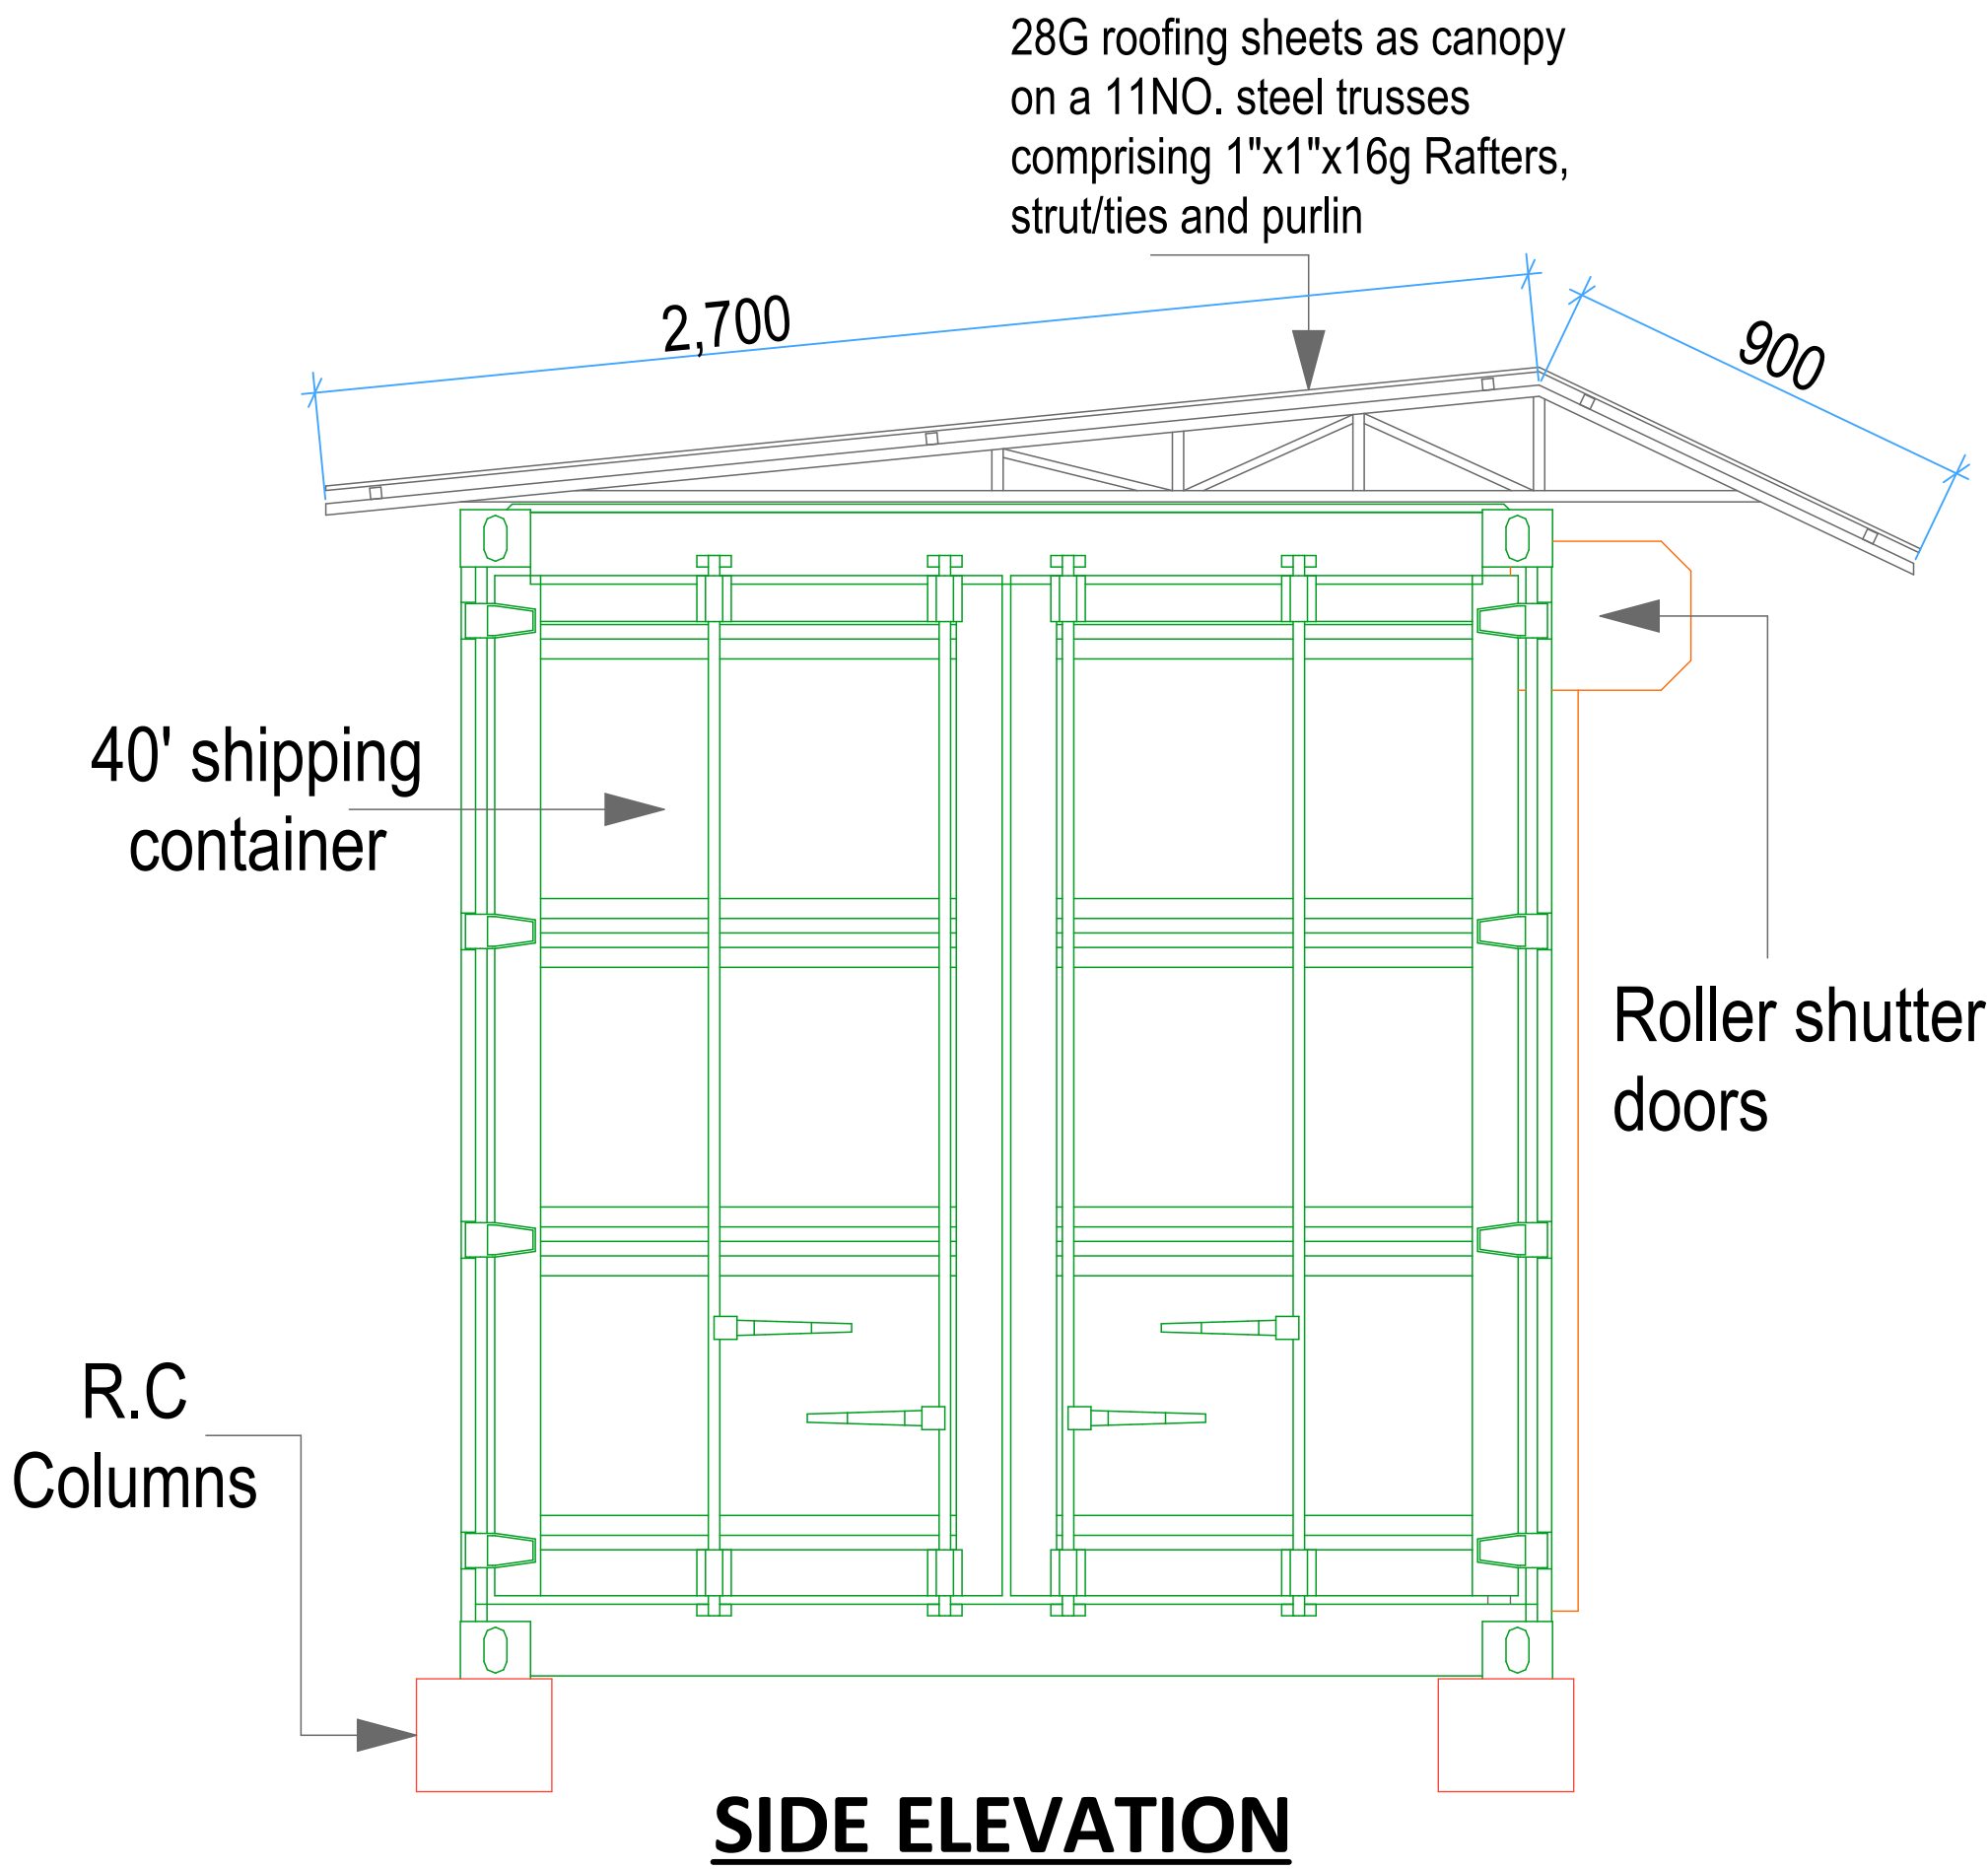 28G roofing sheets as canopy
on a 11NO. steel trusses
comprising 1"x1"x16g Rafters,
strut/ties and purlin
2,700
900
40' shipping
container
Roller shutter
doors
R.C
Columns
SIDE ELEVATION